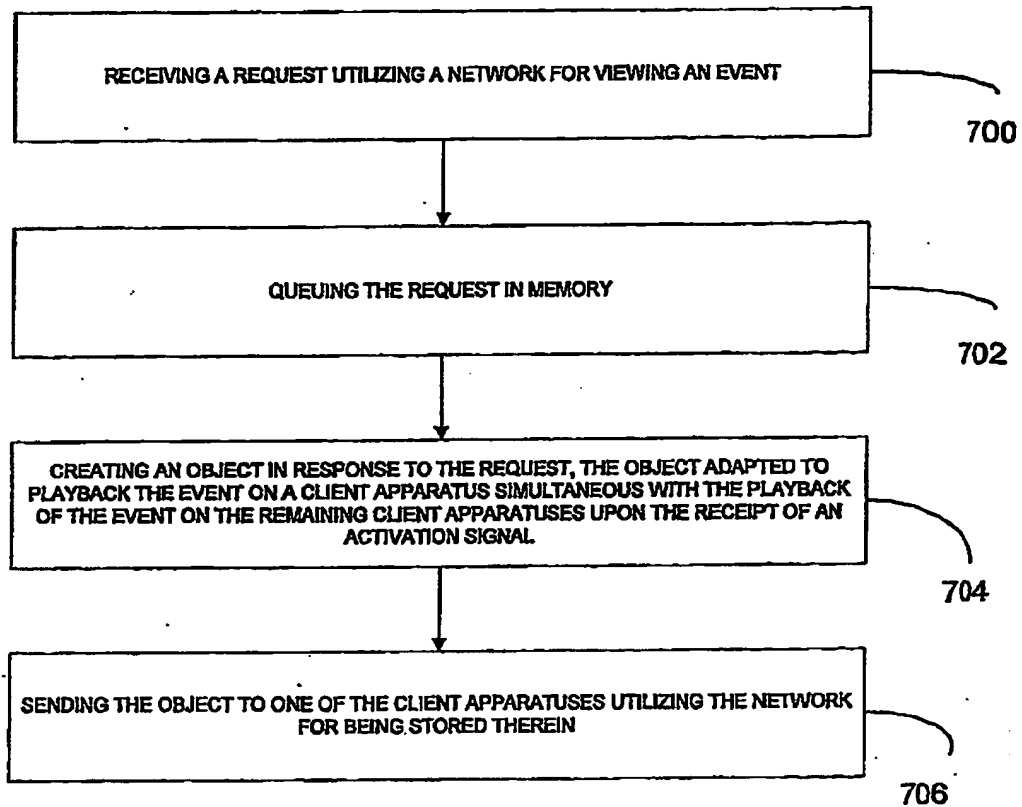 RECEIVING A REQUEST UTILIZING A NETWORK FOR VIEWING AN EVENT
700
QUEUING THE REQUEST IN MEMORY
702
CREATING AN OBJECT IN RESPONSE TO THE REQUEST, THE OBJECT ADAPTED TO
PLAYBACK THE EVENT ON A CLIENT APPARATUS SIMULTANEOUS WITH THE PLAYBACK
OF THE EVENT ON THE REMAINING CLIENT APPARATUSES UPON THE RECEIPT OF AN
ACTIVATION SIGNAL
704
SENDING THE OBJECT TO ONE OF THE CLIENT APPARATUSES UTILIZING THE NETWORK
FOR BEING STORED THEREIN
706